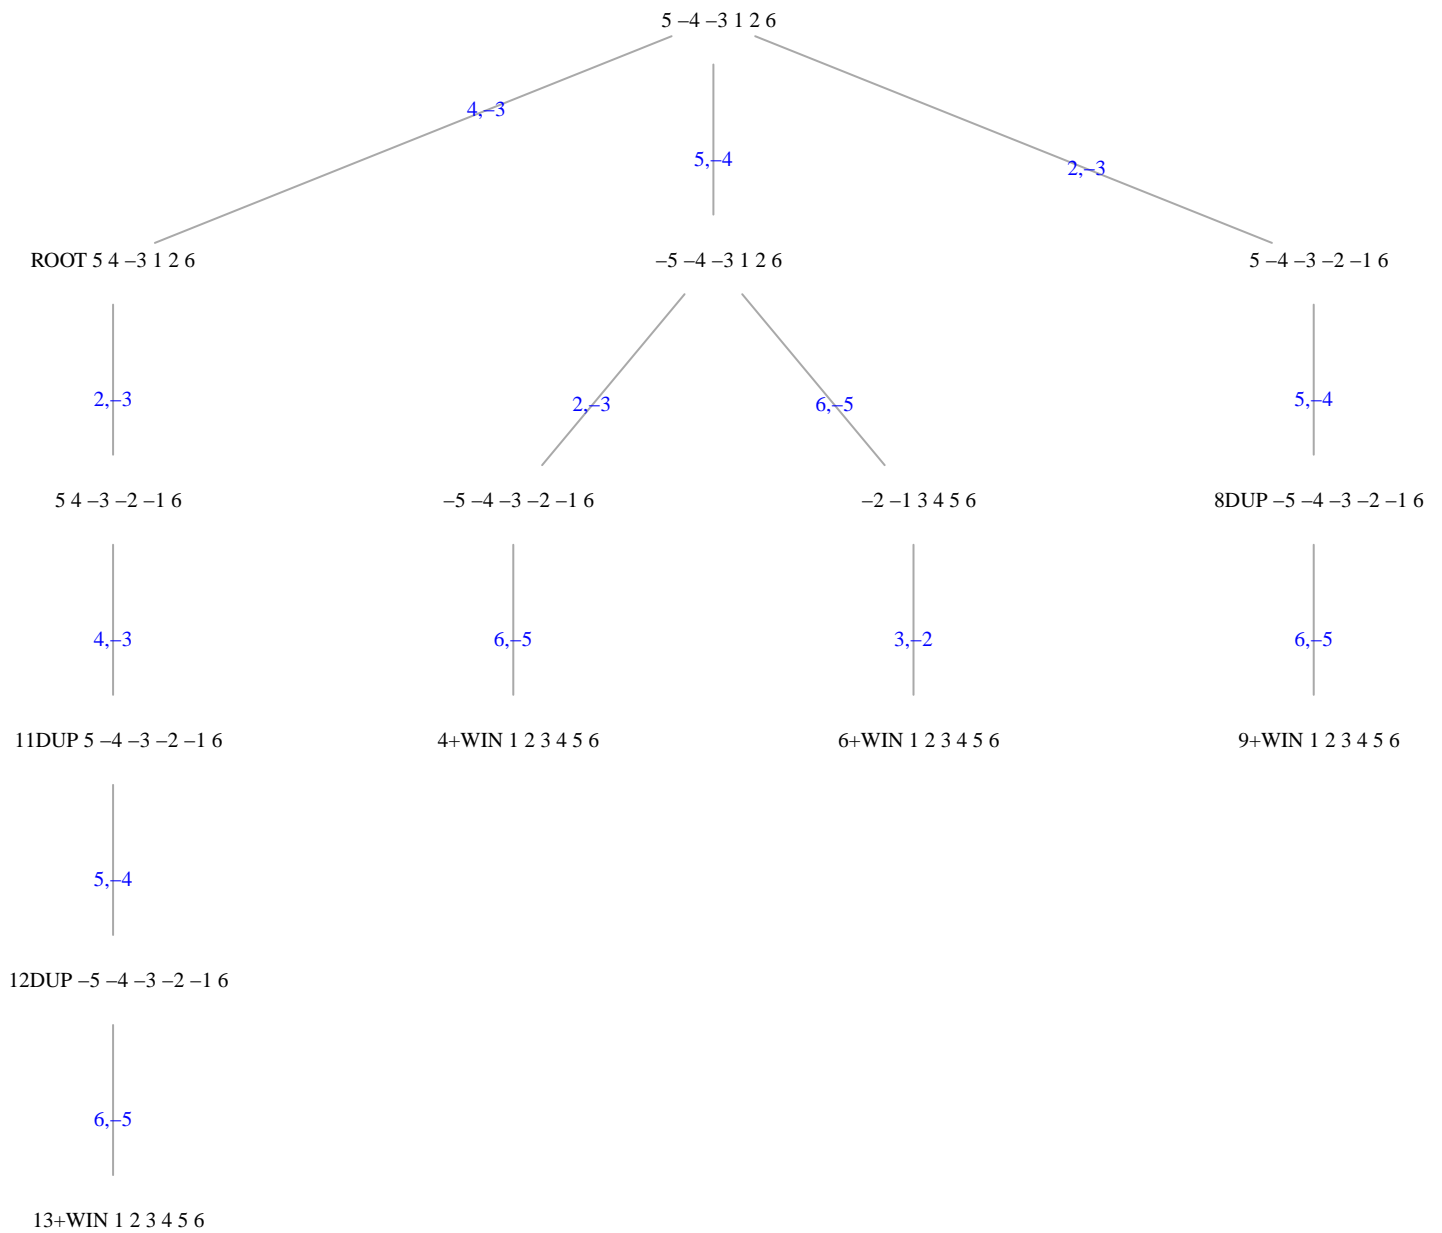 5 –4 –3 1 2 6
4,–3
5,–4
2,–3
ROOT 5 4 –3 1 2 6
–5 –4 –3 1 2 6
5 –4 –3 –2 –1 6
2,–3
2,–3
6,–5
5,–4
5 4 –3 –2 –1 6
–5 –4 –3 –2 –1 6
–2 –1 3 4 5 6
8DUP –5 –4 –3 –2 –1 6
4,–3
6,–5
3,–2
6,–5
11DUP 5 –4 –3 –2 –1 6
4+WIN 1 2 3 4 5 6
6+WIN 1 2 3 4 5 6
9+WIN 1 2 3 4 5 6
5,–4
12DUP –5 –4 –3 –2 –1 6
6,–5
13+WIN 1 2 3 4 5 6